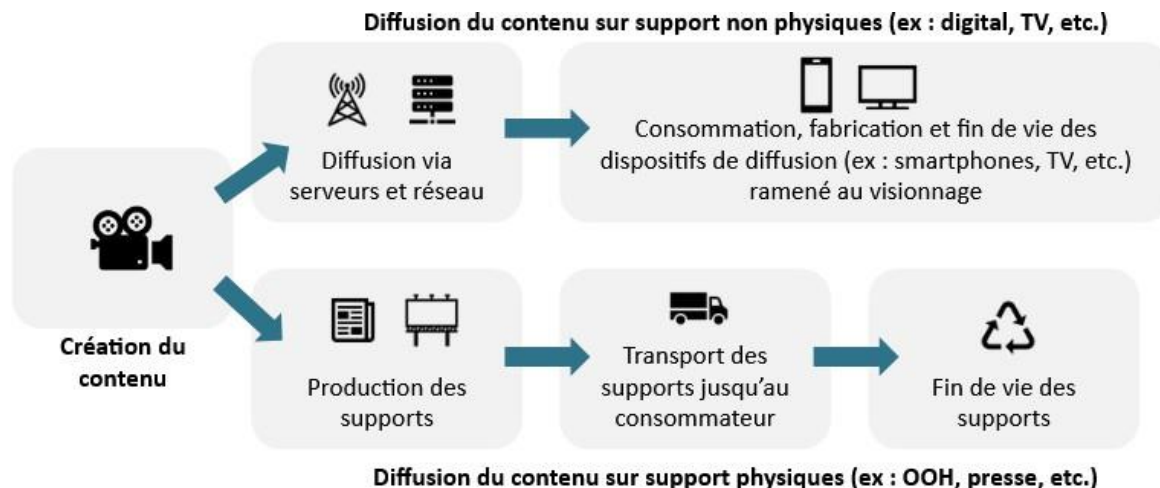 Diffusion du contenu sur support non physiques (ex : digital, TV, etc.)
Diffusion via
serveurs et réseau
Consommation, fabrication et fin de vie des
dispositifs de diffusion (ex : smartphones, TV, etc.)
ramené au visionnage
Création du
contenu
Production des
supports
Transport des
supports jusqu’au
consommateur
Fin de vie des
supports
Diffusion du contenu sur support physiques (ex : OOH, presse, etc.)